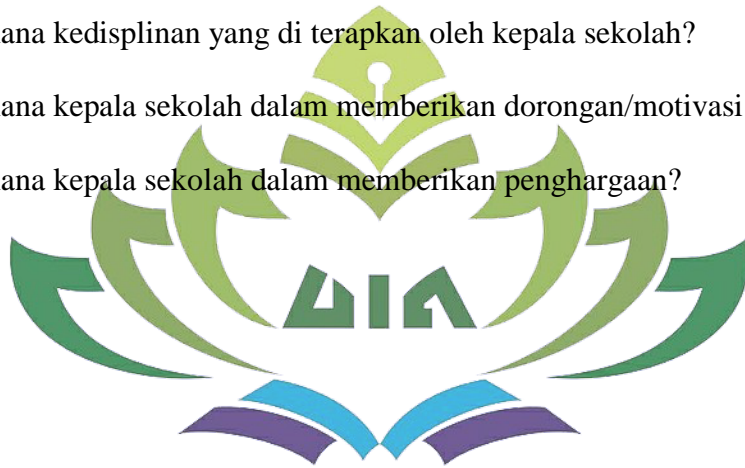 ana kedisplinan yang di terapkan oleh kepala sekolah?
ana kepala sekolah dalam memberikan dorongan/motivasi
ana kepala sekolah dalam memberikan penghargaan?
UIN